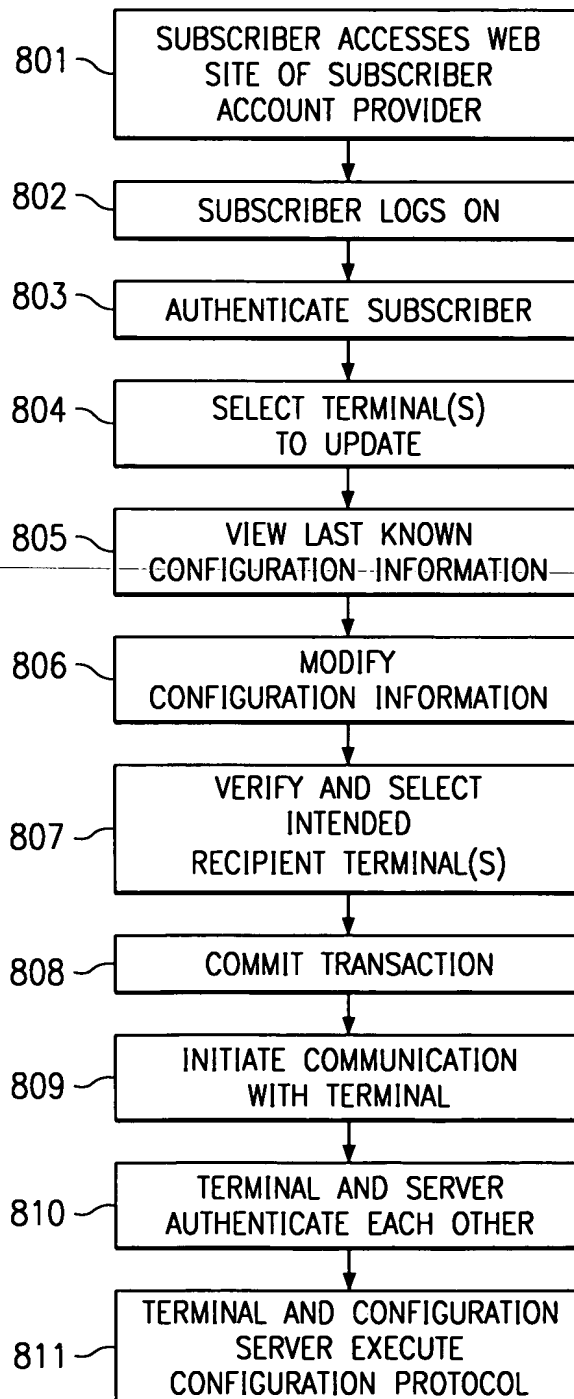 801
SUBSCRIBER ACCESSES WEB
SITE OF SUBSCRIBER
ACCOUNT PROVIDER
802
SUBSCRIBER LOGS ON
803
AUTHENTICATE SUBSCRIBER
804
SELECT TERMINAL(S)
TO UPDATE
805
VIEW LAST KNOWN
CONFIGURATION INFORMATION
806
MODIFY
CONFIGURATION INFORMATION
807
VERIFY AND SELECT
INTENDED
RECIPIENT TERMINAL(S)
808
COMMIT TRANSACTION
809
INITIATE COMMUNICATION
WITH TERMINAL
810
TERMINAL AND SERVER
AUTHENTICATE EACH OTHER
811
TERMINAL AND CONFIGURATION
SERVER EXECUTE
CONFIGURATION PROTOCOL